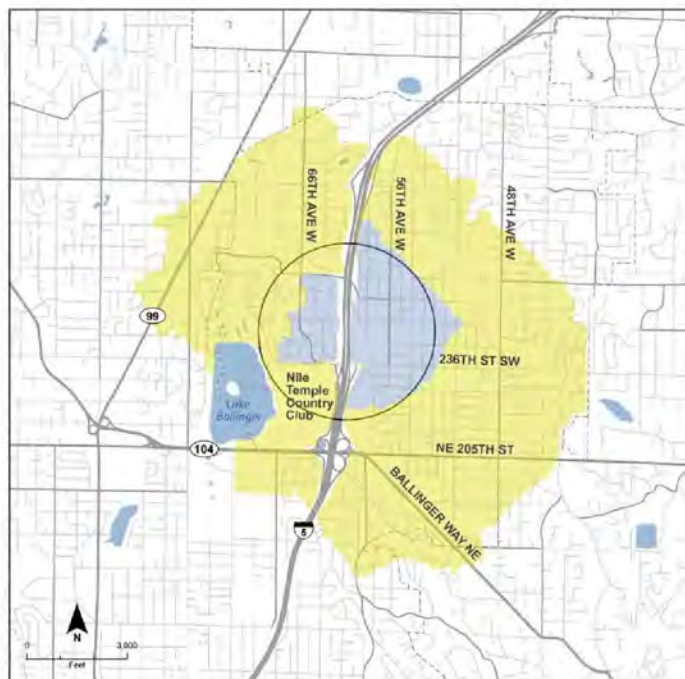 66TH AVE W
56TH AVE W
48TH AVE W
99
236TH ST SW
Nile
Temple
Country
Club
Lake
Ballinger
104
NE 205TH ST
BALLINGER WAY NE
5
N
0 3,000
Feet